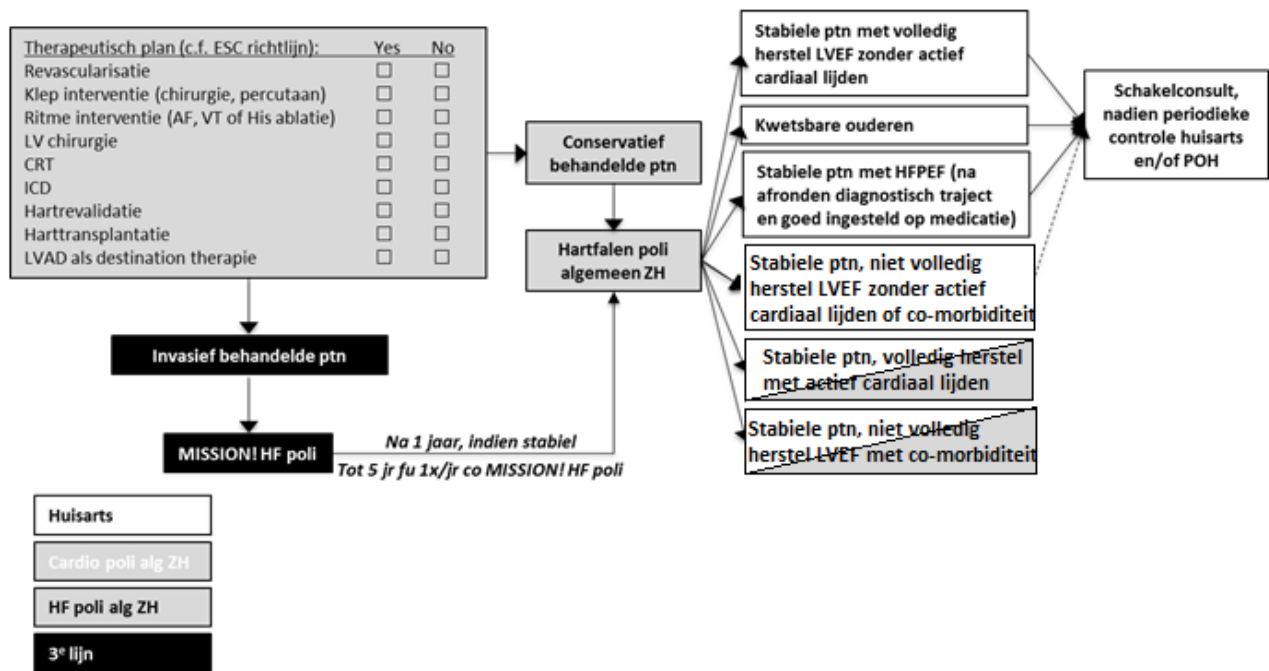 Therapeutisch plan (c.f. ESC richtlijn): Yes No
Revascularisatie ☐ ☐
Klep interventie (chirurgie, percutaan) ☐ ☐
Ritme interventie (AF, VT of His ablatie) ☐ ☐
LV chirurgie ☐ ☐
CRT ☐ ☐
ICD ☐ ☐
Hartrevalidatie ☐ ☐
Harttransplantatie ☐ ☐
LVAD als destination therapie ☐ ☐
Invasief behandelde ptn
MISSION! HF poli
Na 1 jaar, indien stabiel
Tot 5 jr fu 1x/jr co MISSION! HF poli
Conservatief
behandelde ptn
Hartfalen poli
algemeen ZH
Stabiele ptn met volledig
herstel LVEF zonder actief
cardiaal lijden
Kwetsbare ouderen
Stabiele ptn met HFPEF (na
afronden diagnostisch traject
en goed ingesteld op medicatie)
Stabiele ptn, niet volledig
herstel LVEF zonder actief
cardiaal lijden of co-morbiditeit
Stabiele ptn, volledig herstel
met actief cardiaal lijden
Stabiele ptn, niet volledig
herstel LVEF met co-morbiditeit
Schakelconsult,
nadien periodieke
controle huisarts
en/of POH
Huisarts
Cardio poli alg ZH
HF poli alg ZH
3e lijn